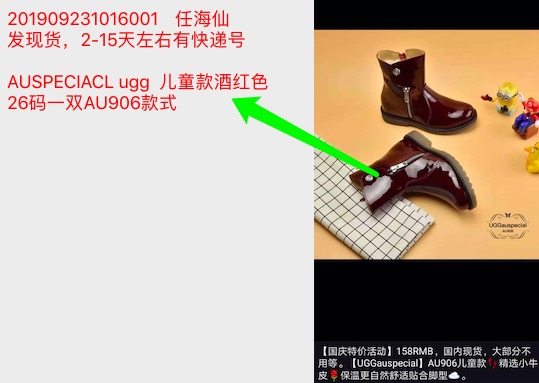 201909231016001 任海仙
发现货，2-15天左右有快递号
AUSPECIACL ugg 儿童款酒红色
26码一双AU906款式
UGGauspecial
AU906
【国庆特价活动】158RMB，国内现货，大部分不
用等。【UGGauspecial】AU906儿童款👣精选小牛
皮🌹保温更自然舒适贴合脚型☁️。